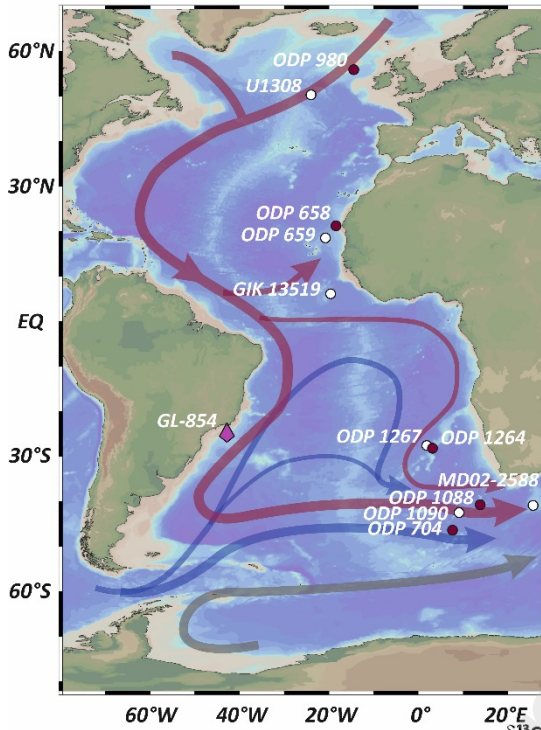 60°N
ODP 980
U1308
30°N
ODP 658
ODP 659
GIK 13519
EQ
GL-854
ODP 1267 ODP 1264
30°S
MD02-2588
ODP 1088
ODP 1090
ODP 704
60°S
60°W 40°W 20°W 0° 20°E